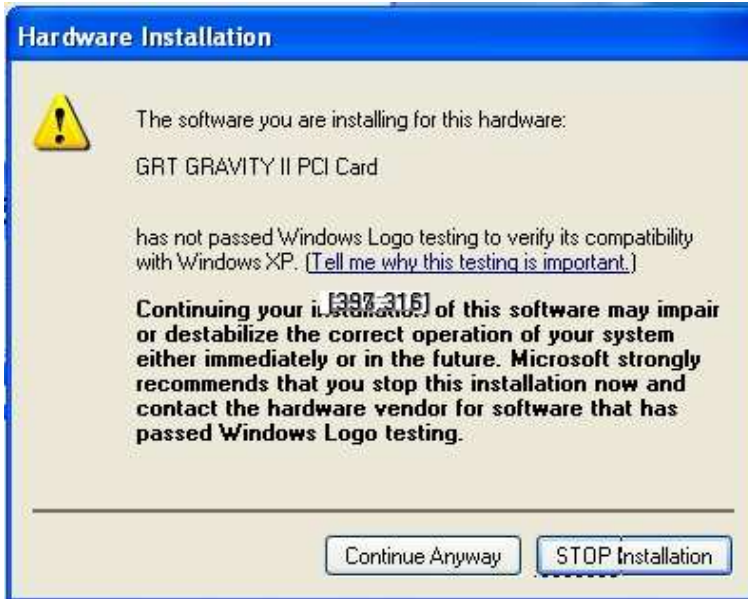 Hardware Installation
The software you are installing for this hardware:
GRT GRAVITY II PCI Card
has not passed Windows Logo testing to verify its compatibility
with Windows XP. (Tell me why this testing is important.)
Continuing your [397,316] of this software may impair
or destabilize the correct operation of your system
either immediately or in the future. Microsoft strongly
recommends that you stop this installation now and
contact the hardware vendor for software that has
passed Windows Logo testing.
Continue Anyway STOP Installation